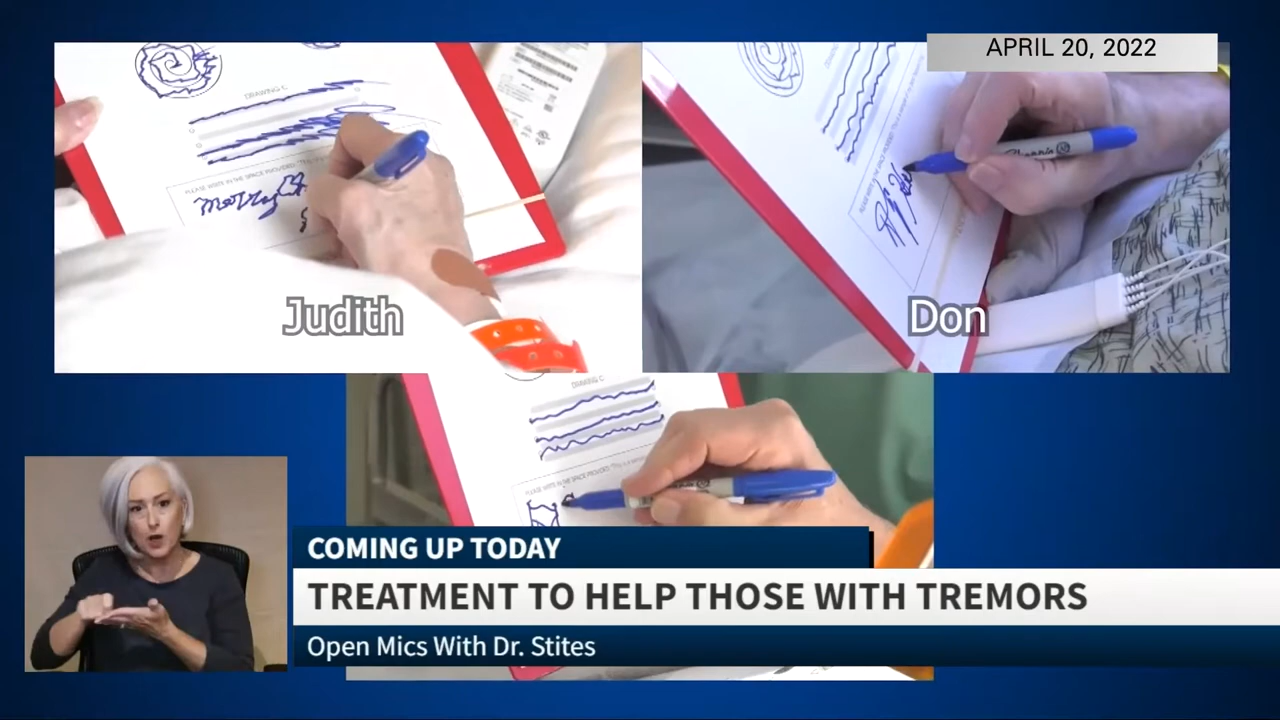 APRIL 20, 2022
DRAWING C
Judith
Don
DRAWING C
COMING UP TODAY
TREATMENT TO HELP THOSE WITH TREMORS
Open Mics With Dr. Stites